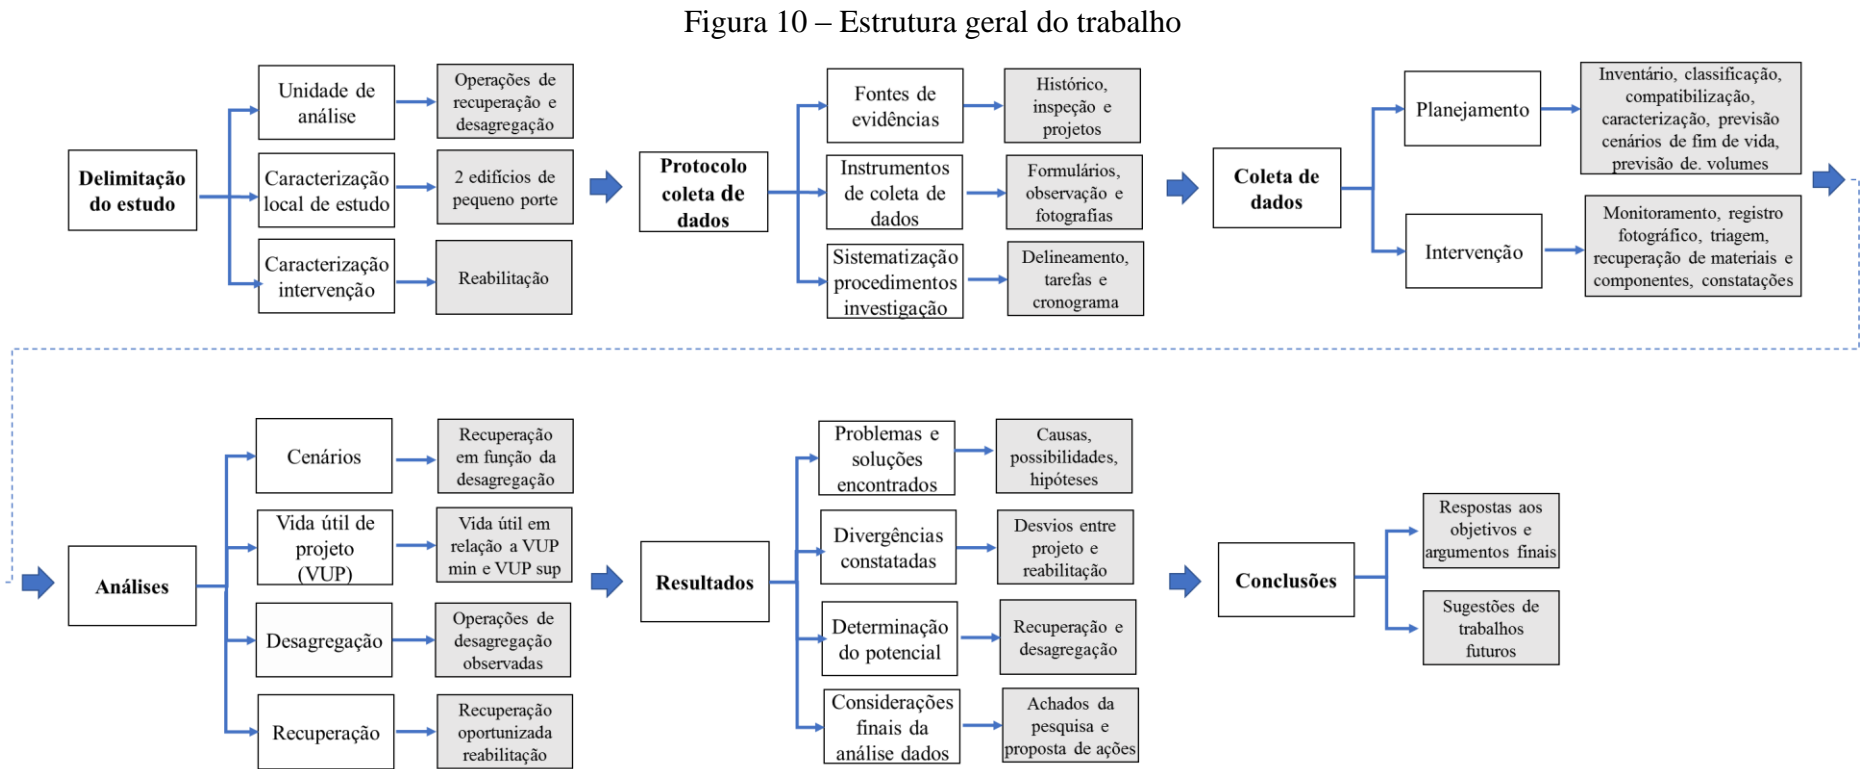 Figura 10 – Estrutura geral do trabalho
Delimitação
do estudo
Unidade de
análise
Operações de
recuperação e
desagregação
Caracterização
local de estudo
2 edifícios de
pequeno porte
Caracterização
intervenção
Reabilitação
Protocolo
coleta de
dados
Fontes de
evidências
Histórico,
inspeção e
projetos
Instrumentos
de coleta de
dados
Formulários,
observação e
fotografias
Sistematização
procedimentos
investigação
Delineamento,
tarefas e
cronograma
Coleta de
dados
Planejamento
Inventário, classificação,
compatibilização,
caracterização, previsão
cenários de fim de vida,
previsão de. volumes
Intervenção
Monitoramento, registro
fotográfico, triagem,
recuperação de materiais e
componentes, constatações
Análises
Cenários
Recuperação
em função da
desagregação
Vida útil de
projeto
(VUP)
Vida útil em
relação a VUP
min e VUP sup
Desagregação
Operações de
desagregação
observadas
Recuperação
Recuperação
oportunizada
reabilitação
Resultados
Problemas e
soluções
encontrados
Causas,
possibilidades,
hipóteses
Divergências
constatadas
Desvios entre
projeto e
reabilitação
Determinação
do potencial
Recuperação e
desagregação
Considerações
finais da
análise dados
Achados da
pesquisa e
proposta de ações
Conclusões
Respostas aos
objetivos e
argumentos finais
Sugestões de
trabalhos
futuros